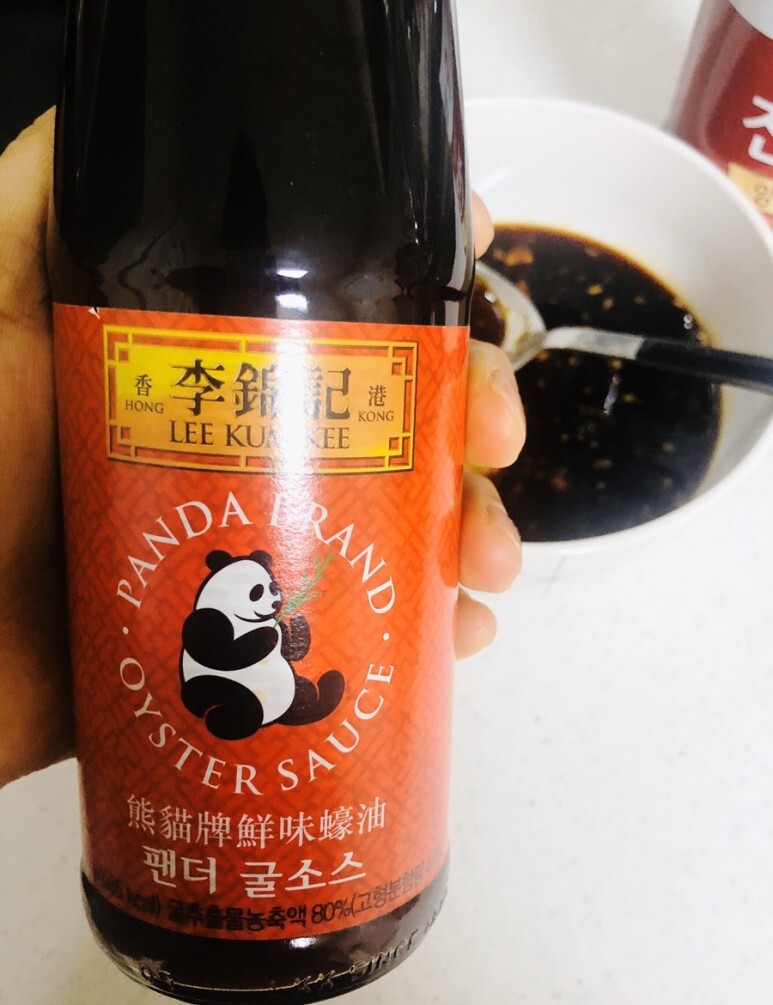 香 李錦記 港
HONG KONG
LEE KUM KEE
PANDA BRAND
OYSTER SAUCE
熊貓牌鮮味蠔油
팬더 굴소스
kcal) 굴추출물농축액 80%(고형분함량
진